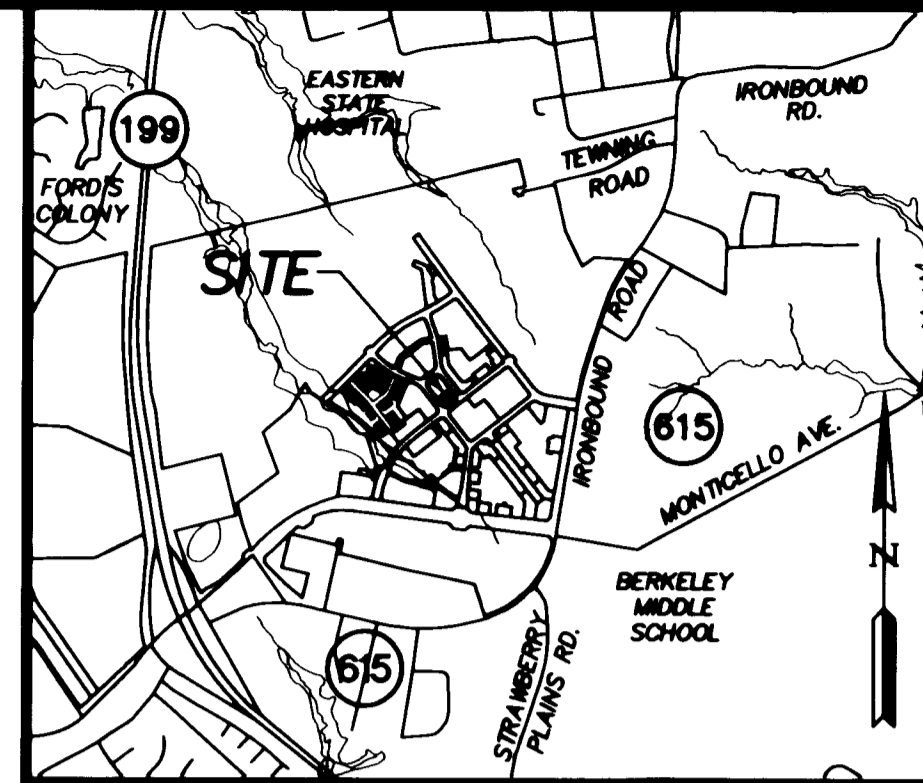 EASTERN
STATE
HOSPITAL
IRONBOUND
RD.
199
TEWNING
ROAD
FORD'S
COLONY
SITE
ROAD
IRONBOUND
615
MONTICELLO AVE.
N
BERKELEY
MIDDLE
SCHOOL
615
STRAWBERRY
PLAINS RD.